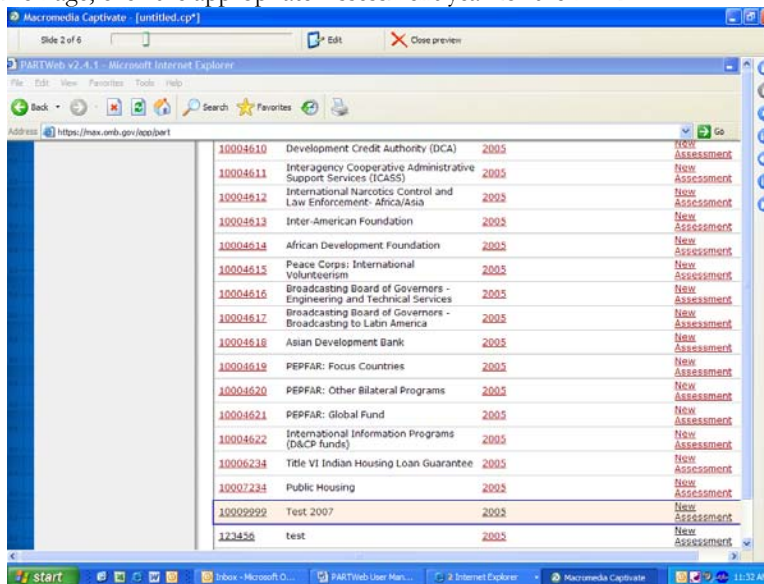 Macromedia Captivate - [untitled.cp*]
Slide 2 of 6 Edit Close preview
PARTWeb v2.4.1 - Microsoft Internet Explorer
File Edit View Favorites Tools Help
Back Search Favorites
Address https://max.omb.gov/app/part Go
10004610 Development Credit Authority (DCA) 2005 New Assessment
10004611 Interagency Cooperative Administrative Support Services (ICASS) 2005 New Assessment
10004612 International Narcotics Control and Law Enforcement- Africa/Asia 2005 New Assessment
10004613 Inter-American Foundation 2005 New Assessment
10004614 African Development Foundation 2005 New Assessment
10004615 Peace Corps: International Volunteerism 2005 New Assessment
10004616 Broadcasting Board of Governors - Engineering and Technical Services 2005 New Assessment
10004617 Broadcasting Board of Governors - Broadcasting to Latin America 2005 New Assessment
10004618 Asian Development Bank 2005 New Assessment
10004619 PEPFAR: Focus Countries 2005 New Assessment
10004620 PEPFAR: Other Bilateral Programs 2005 New Assessment
10004621 PEPFAR: Global Fund 2005 New Assessment
10004622 International Information Programs (D&CP funds) 2005 New Assessment
10006234 Title VI Indian Housing Loan Guarantee 2005 New Assessment
10007234 Public Housing 2005 New Assessment
10009999 Test 2007 2005 New Assessment
123456 test 2005 New Assessment
start Inbox - Microsoft O... PARTWeb User Man... 2 Internet Explorer Macromedia Captivate 11:32 AM